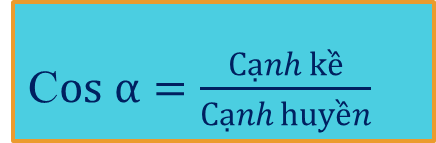 Cos α = Cạnh kề / Cạnh huyền